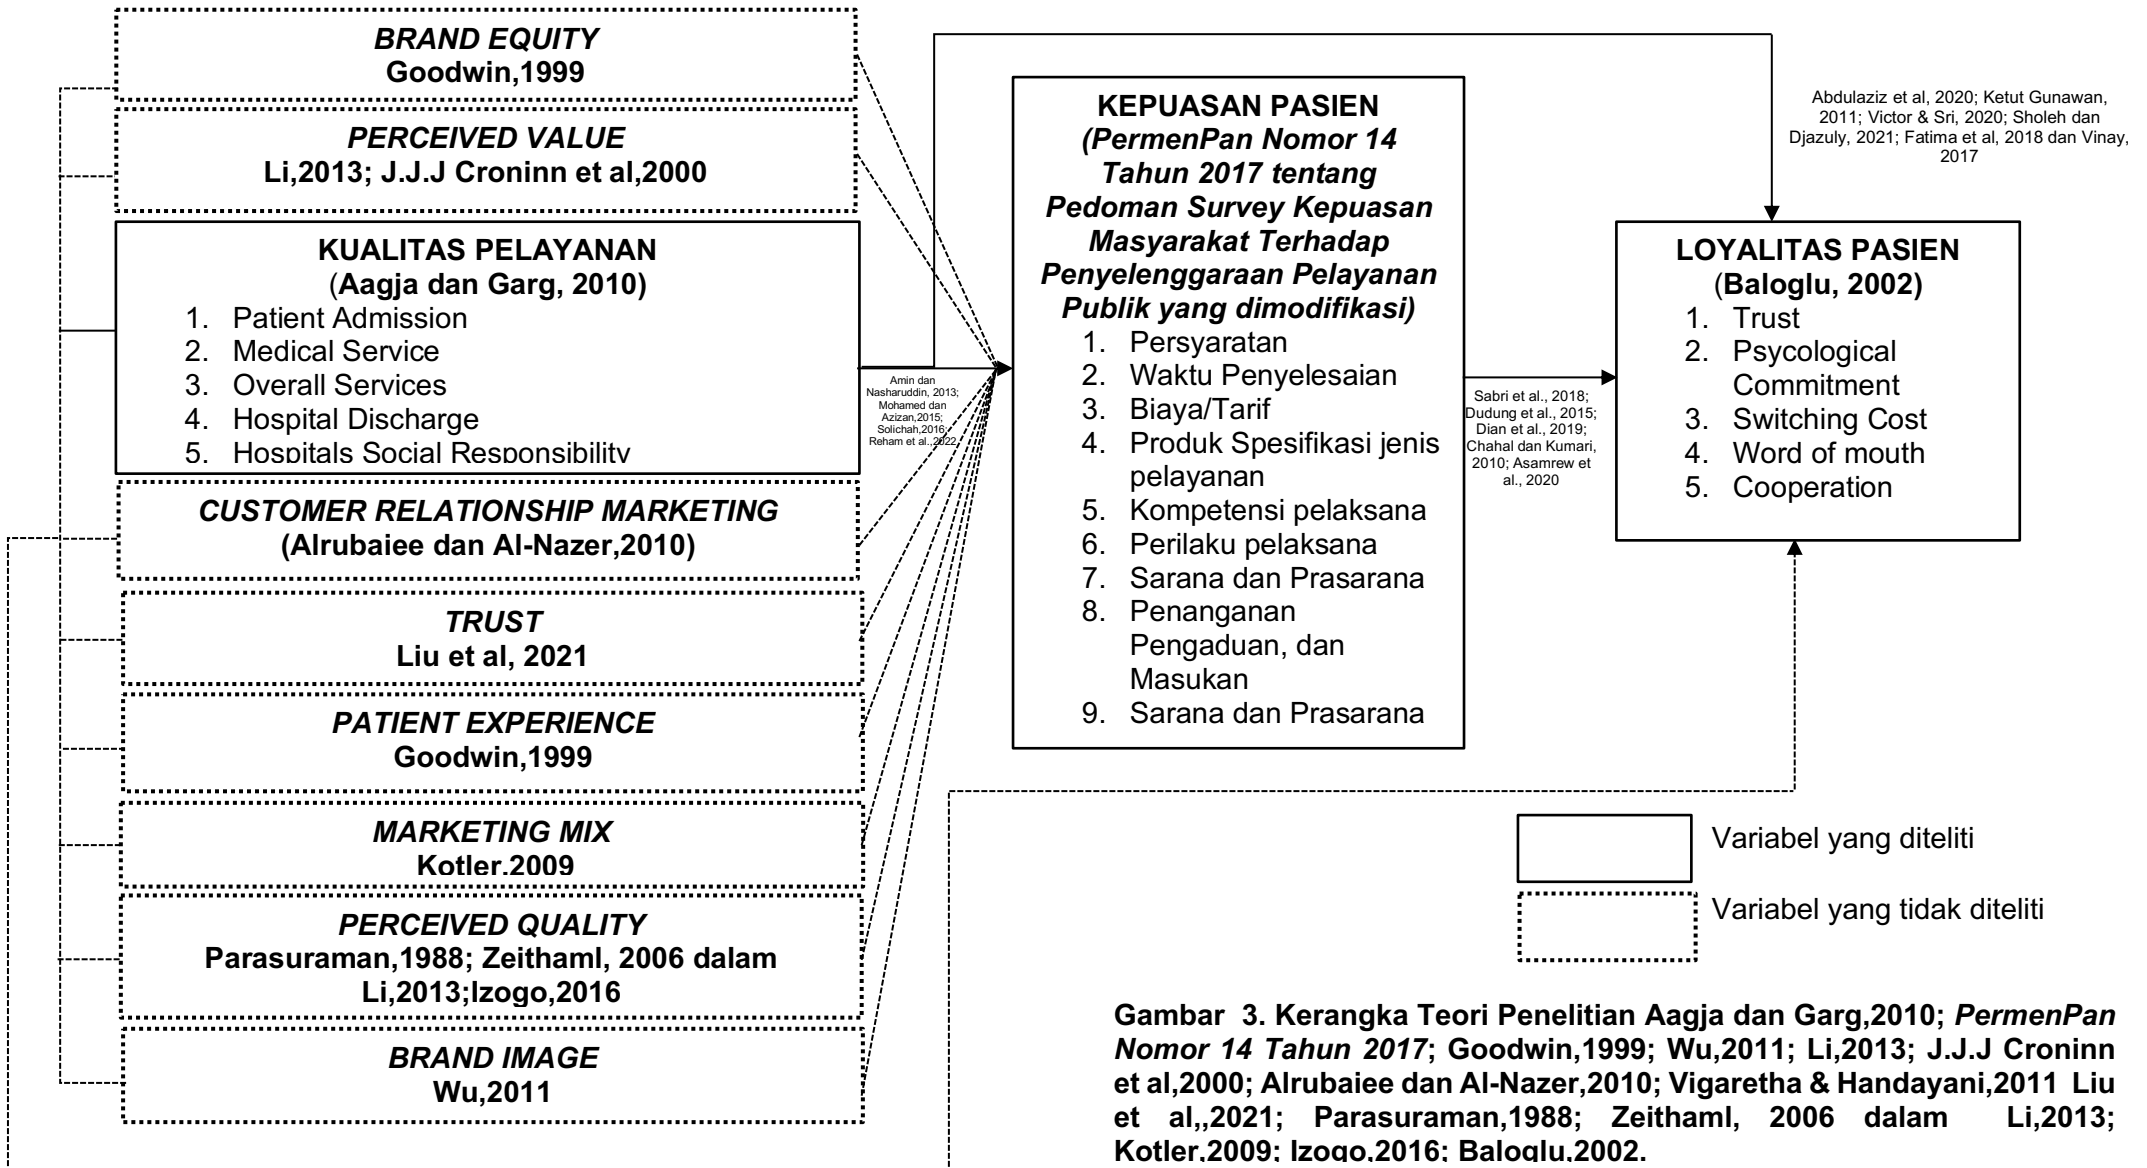 BRAND EQUITY
Goodwin,1999
PERCEIVED VALUE
Li,2013; J.J.J Croninn et al,2000
KUALITAS PELAYANAN
(Aagja dan Garg, 2010)
1. Patient Admission
2. Medical Service
3. Overall Services
4. Hospital Discharge
5. Hospitals Social Responsibility
CUSTOMER RELATIONSHIP MARKETING
(Alrubaiee dan Al-Nazer,2010)
TRUST
Liu et al, 2021
PATIENT EXPERIENCE
Goodwin,1999
MARKETING MIX
Kotler.2009
PERCEIVED QUALITY
Parasuraman,1988; Zeithaml, 2006 dalam
Li,2013;Izogo,2016
BRAND IMAGE
Wu,2011
Amin dan
Nasharuddin, 2013;
Mohamed dan
Azizan,2015;
Solichah,2016;
Reham et al.,2022
KEPUASAN PASIEN
(PermenPan Nomor 14
Tahun 2017 tentang
Pedoman Survey Kepuasan
Masyarakat Terhadap
Penyelenggaraan Pelayanan
Publik yang dimodifikasi)
1. Persyaratan
2. Waktu Penyelesaian
3. Biaya/Tarif
4. Produk Spesifikasi jenis
pelayanan
5. Kompetensi pelaksana
6. Perilaku pelaksana
7. Sarana dan Prasarana
8. Penanganan
Pengaduan, dan
Masukan
9. Sarana dan Prasarana
Sabri et al., 2018;
Dudung et al., 2015;
Dian et al., 2019;
Chahal dan Kumari,
2010; Asamrew et
al., 2020
Abdulaziz et al, 2020; Ketut Gunawan,
2011; Victor & Sri, 2020; Sholeh dan
Djazuly, 2021; Fatima et al, 2018 dan Vinay,
2017
LOYALITAS PASIEN
(Baloglu, 2002)
1. Trust
2. Psycological
Commitment
3. Switching Cost
4. Word of mouth
5. Cooperation
Variabel yang diteliti
Variabel yang tidak diteliti
Gambar 3. Kerangka Teori Penelitian Aagja dan Garg,2010; PermenPan
Nomor 14 Tahun 2017; Goodwin,1999; Wu,2011; Li,2013; J.J.J Croninn
et al,2000; Alrubaiee dan Al-Nazer,2010; Vigaretha & Handayani,2011 Liu
et al,,2021; Parasuraman,1988; Zeithaml, 2006 dalam Li,2013;
Kotler,2009; Izogo,2016; Baloglu,2002.